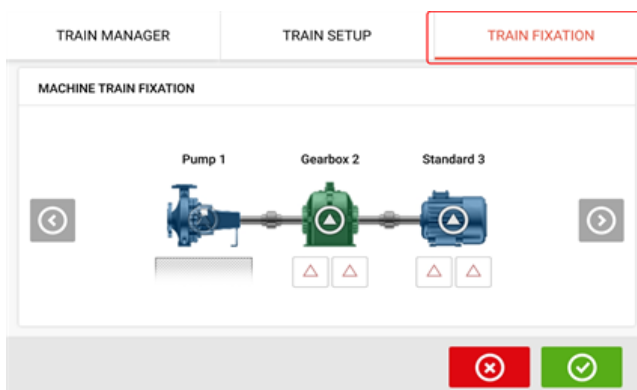 TRAIN MANAGER TRAIN SETUP TRAIN FIXATION
MACHINE TRAIN FIXATION
Pump 1 Gearbox 2 Standard 3